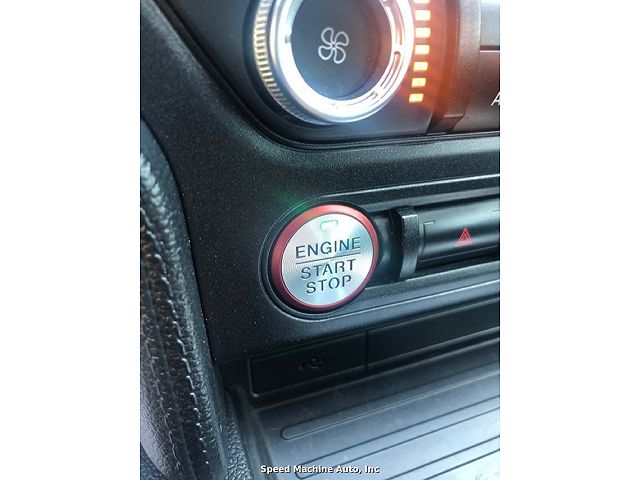 A
ENGINE
START
STOP
Speed Machine Auto, Inc